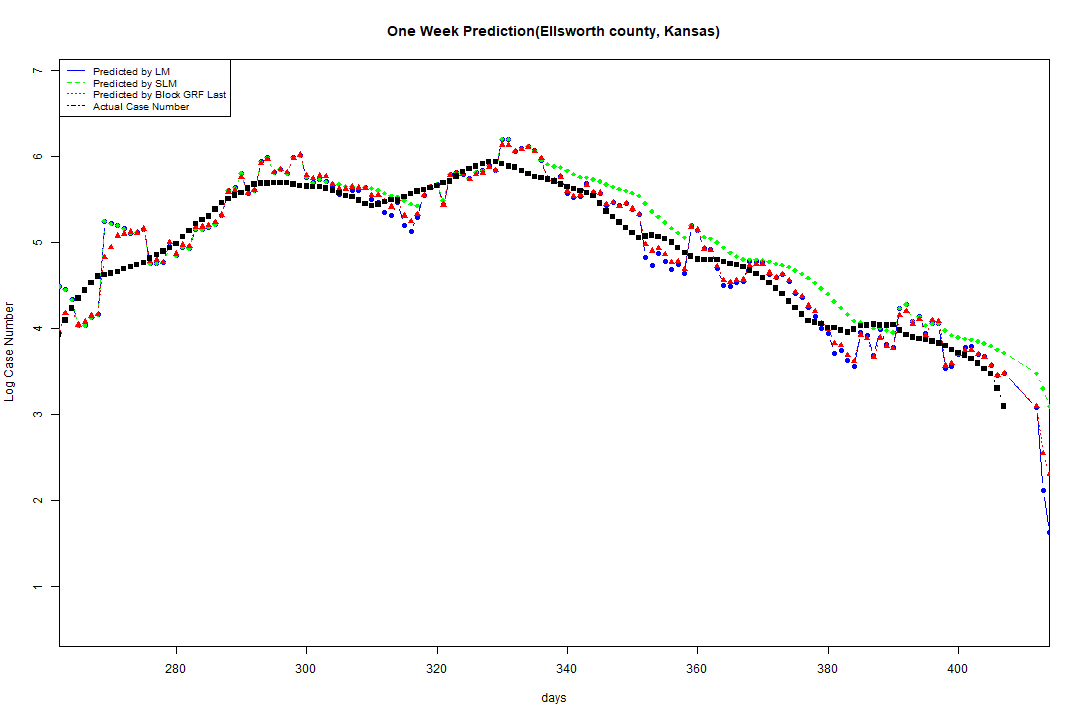 One Week Prediction(Ellsworth county, Kansas)
Predicted by LM
Predicted by SLM
Predicted by Block GRF Last
Actual Case Number
7
6
5
4
3
2
1
Log Case Number
280 300 320 340 360 380 400
days